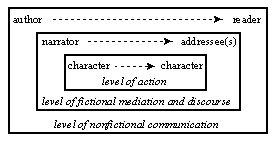 author reader
narrator addressee(s)
character character
level of action
level of fictional mediation and discourse
level of nonfictional communication